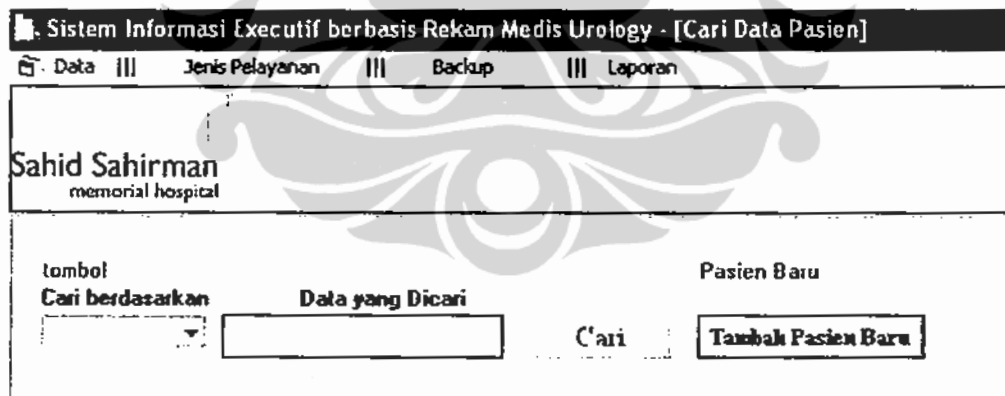 Sistem Informasi Executif berbasis Rekam Medis Urology - [Cari Data Pasien]
Data ||| Jenis Pelayanan ||| Backup ||| Laporan
Sahid Sahirman
memorial hospital
tombol Pasien Baru
Cari berdasarkan Data yang Dicari
Cari Tambah Pasien Baru